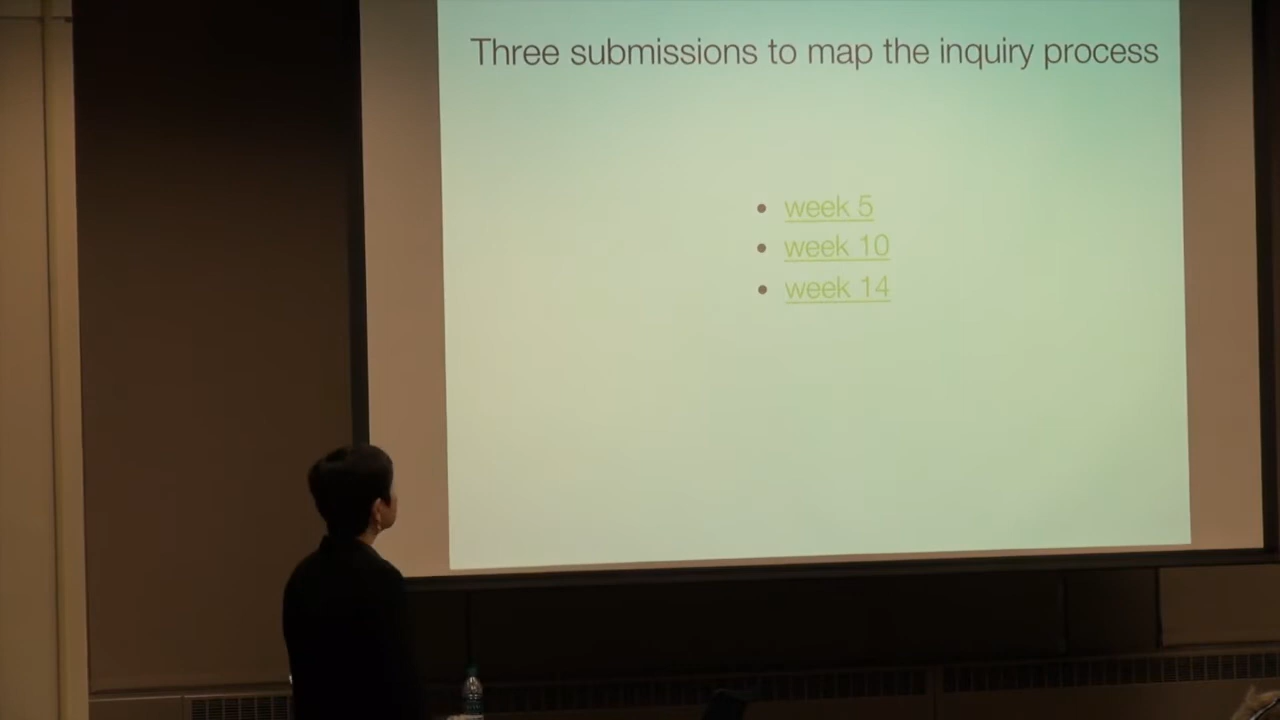 Three submissions to map the inquiry process
• week 5
• week 10
• week 14